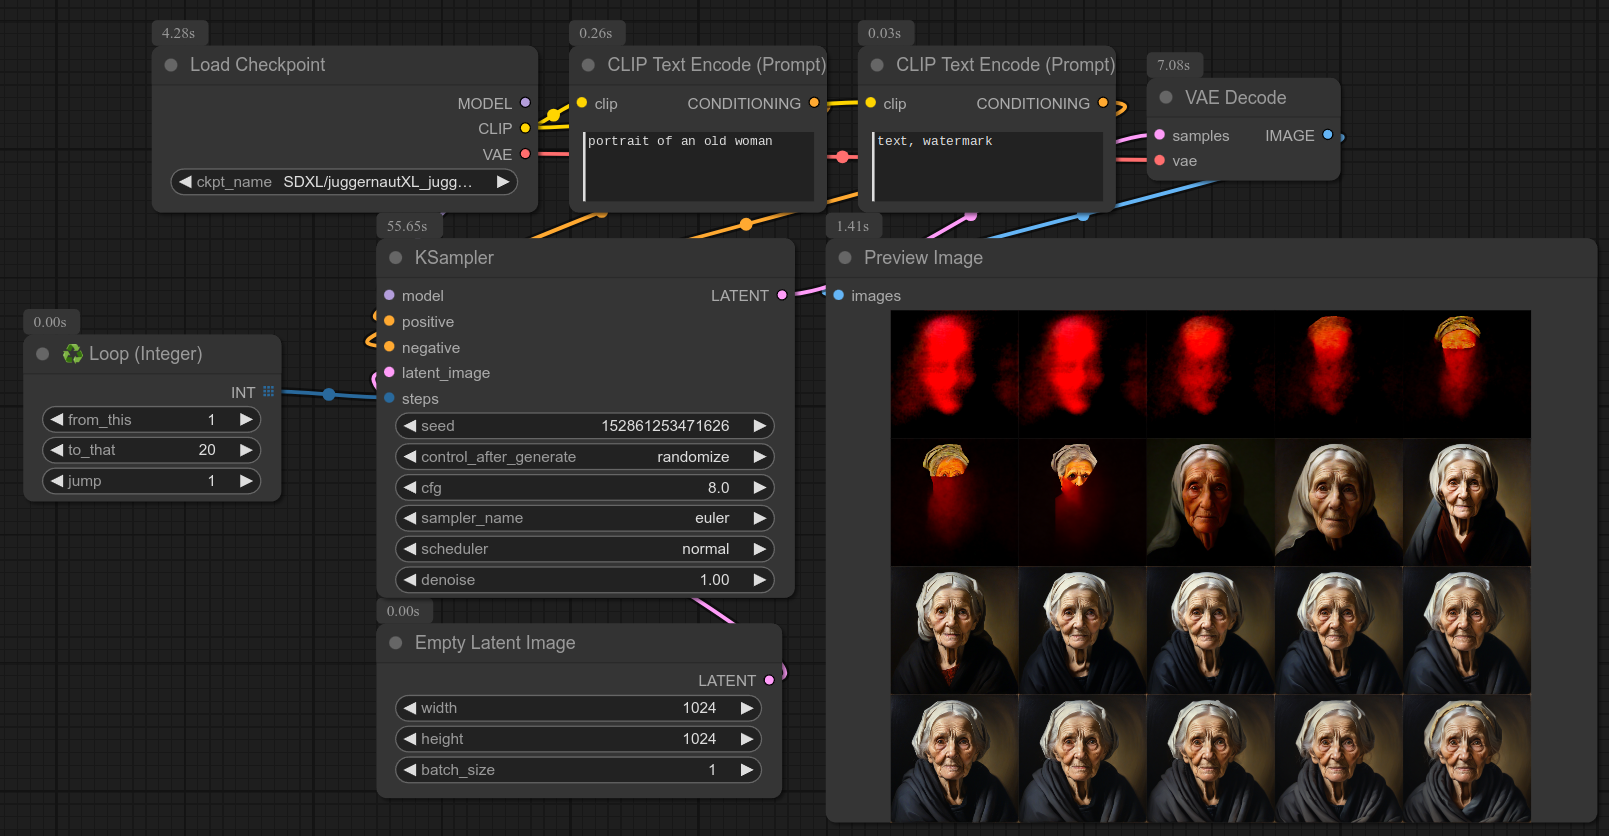 4.28s
Load Checkpoint
MODEL
CLIP
VAE
ckpt_name SDXL/juggernautXL_jugg…
0.26s
CLIP Text Encode (Prompt)
clip CONDITIONING
portrait of an old woman
0.03s
CLIP Text Encode (Prompt)
clip CONDITIONING
text, watermark
7.08s
VAE Decode
samples IMAGE
vae
0.00s
Loop (Integer)
INT
from_this 1
to_that 20
jump 1
55.65s
KSampler
model LATENT
positive
negative
latent_image
steps
seed 152861253471626
control_after_generate randomize
cfg 8.0
sampler_name euler
scheduler normal
denoise 1.00
0.00s
Empty Latent Image
LATENT
width 1024
height 1024
batch_size 1
1.41s
Preview Image
images